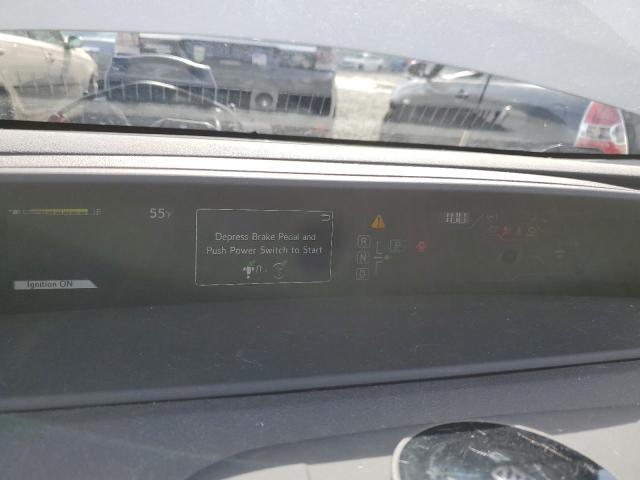 F
55°F
Depress Brake Pedal and
Push Power Switch to Start
R
P
N
D
Ignition ON